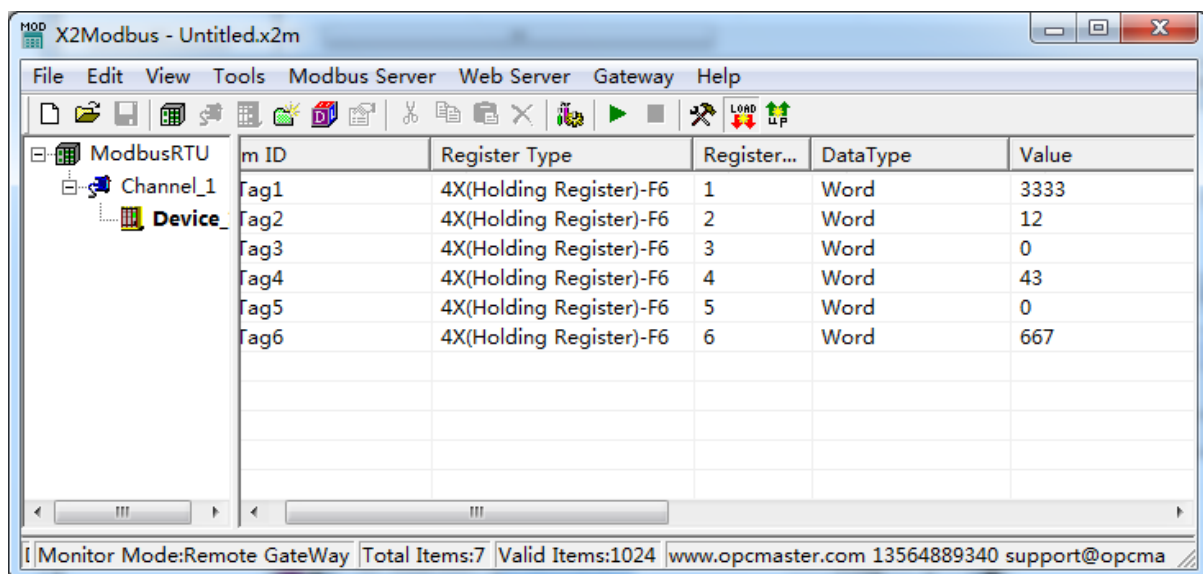 X2Modbus - Untitled.x2m
File Edit View Tools Modbus Server Web Server Gateway Help
LOAD UP
ModbusRTU
Channel_1
Device_
m ID Register Type Register... DataType Value
Tag1 4X(Holding Register)-F6 1 Word 3333
Tag2 4X(Holding Register)-F6 2 Word 12
Tag3 4X(Holding Register)-F6 3 Word 0
Tag4 4X(Holding Register)-F6 4 Word 43
Tag5 4X(Holding Register)-F6 5 Word 0
Tag6 4X(Holding Register)-F6 6 Word 667
Monitor Mode:Remote GateWay Total Items:7 Valid Items:1024 www.opcmaster.com 13564889340 support@opcma